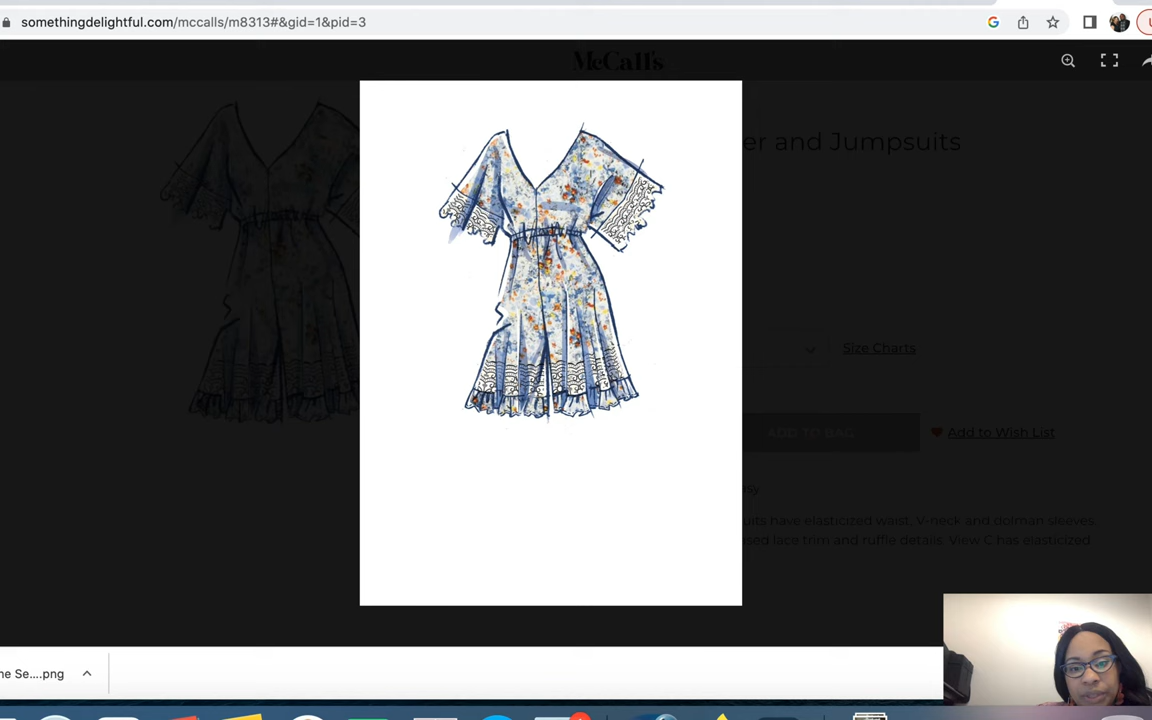 somethingdelightful.com/mccalls/m8313#&gid=1&pid=3
McCall's
er and Jumpsuits
Size Charts
ADD TO BAG
Add to Wish List
sy
uits have elasticized waist, V-neck and dolman sleeves.
sed lace trim and ruffle details. View C has elasticized
ne Se....png